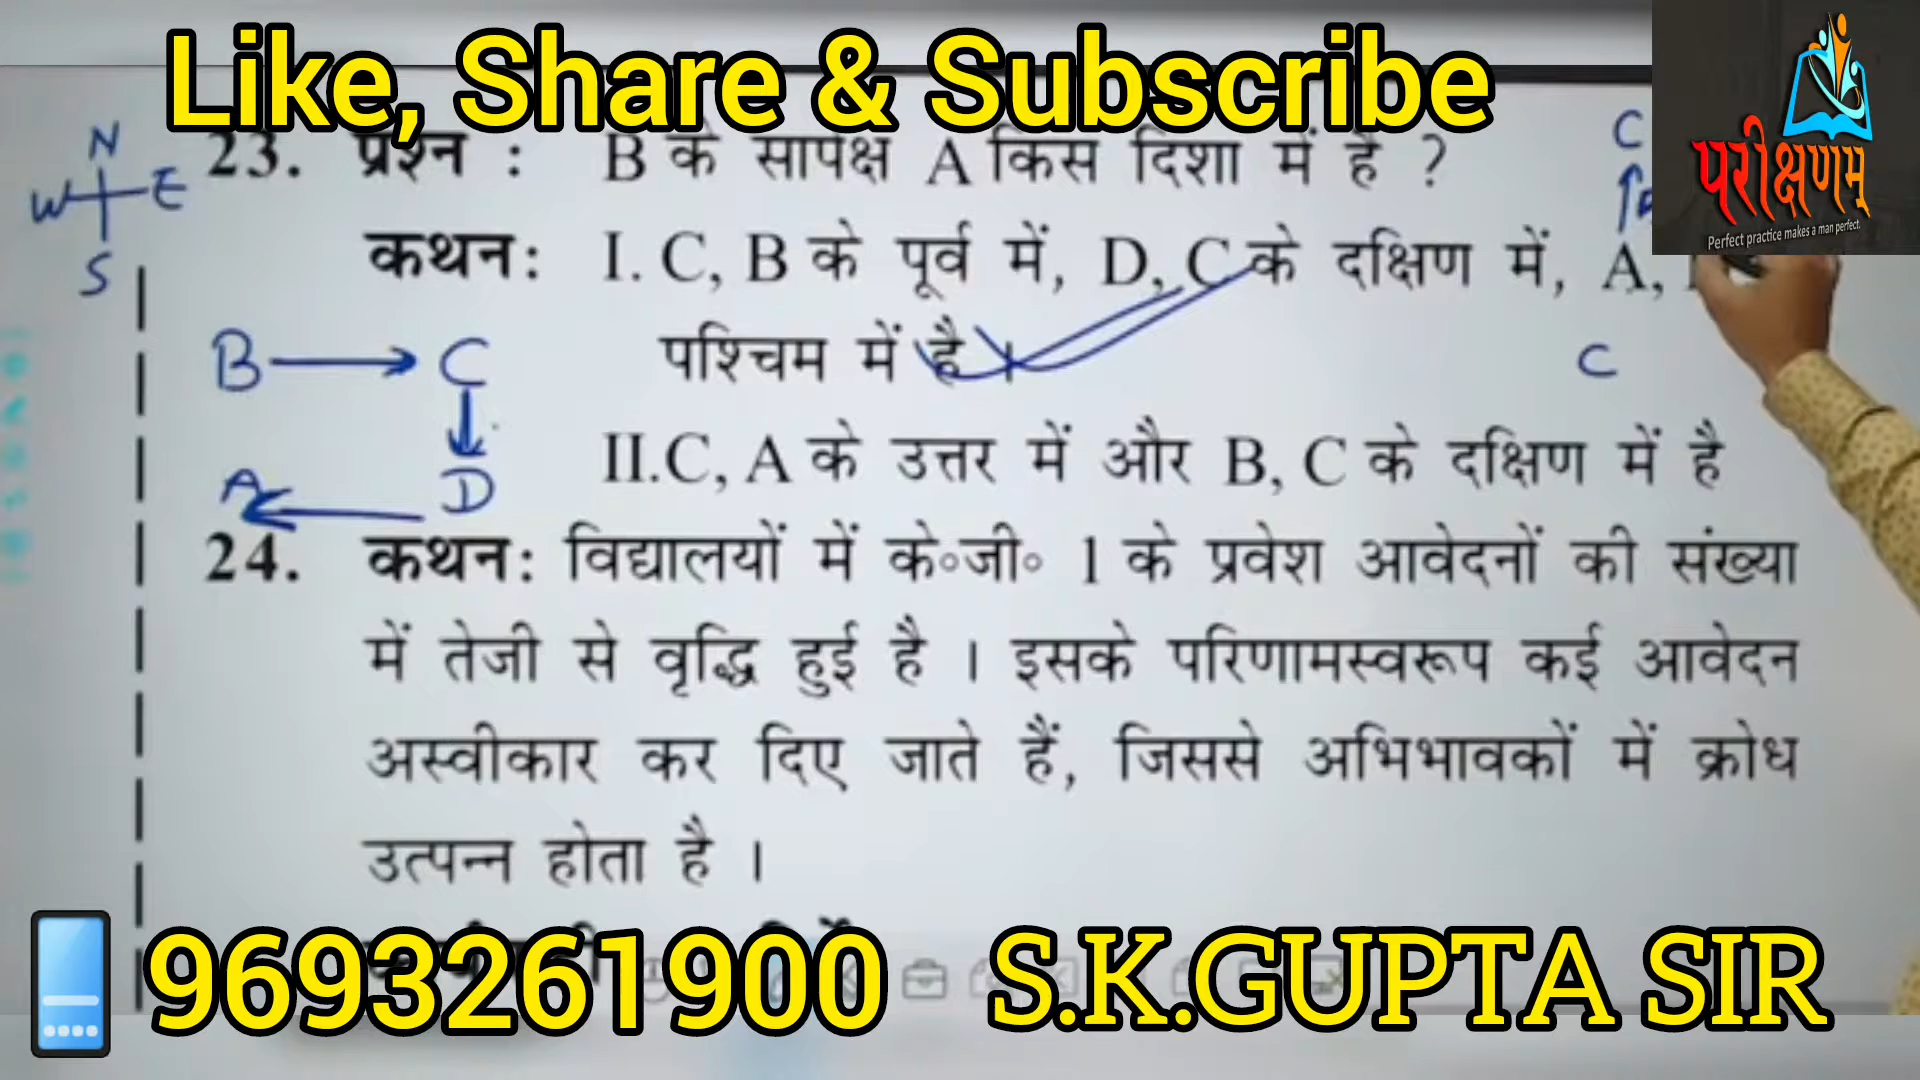 Like, Share & Subscribe
C
N
W E
S
23. प्रश्न : B के सापेक्ष A किस दिशा में है ?
परीक्षणम्
Perfect practice makes a man perfect.
कथन: I. C, B के पूर्व में, D, C के दक्षिण में, A,
B C
पश्चिम में है ।
C
D
A
II.C, A के उत्तर में और B, C के दक्षिण में है
24. कथन: विद्यालयों में के॰जी॰ 1 के प्रवेश आवेदनों की संख्या
में तेजी से वृद्धि हुई है । इसके परिणामस्वरूप कई आवेदन
अस्वीकार कर दिए जाते हैं, जिससे अभिभावकों में क्रोध
उत्पन्न होता है ।
9693261900 S.K.GUPTA SIR